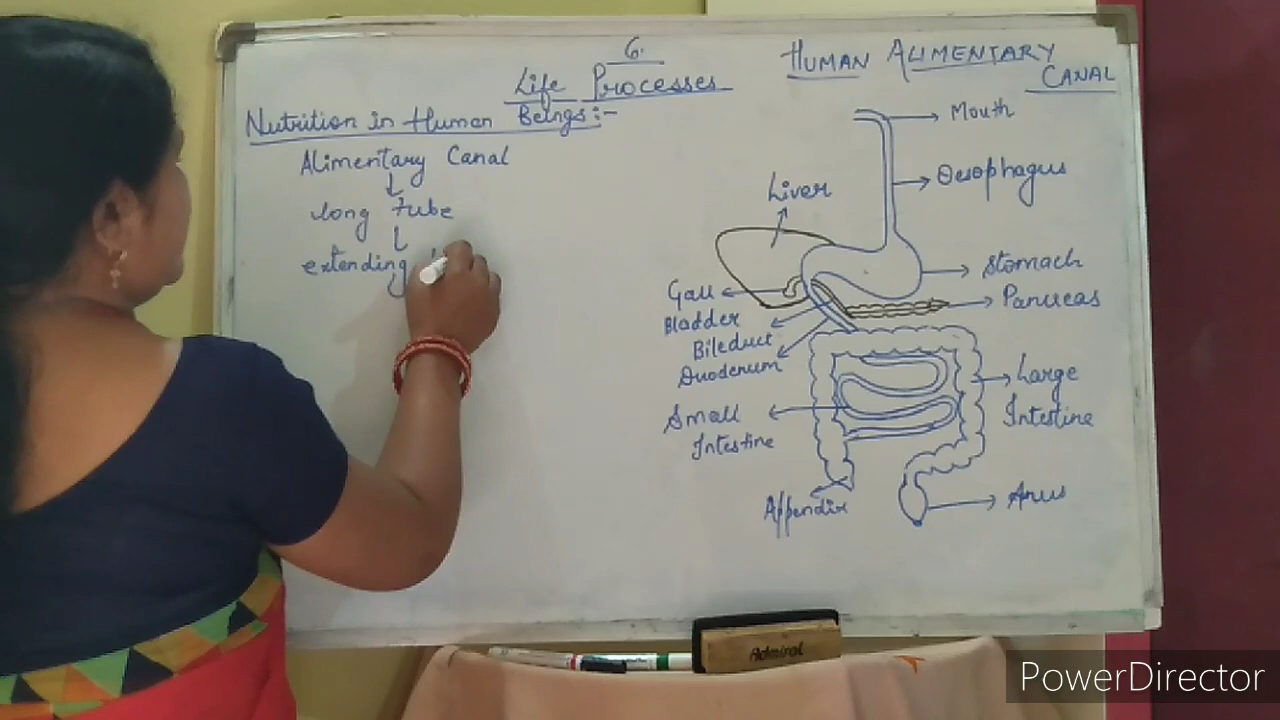 6.
Life Processes
Nutrition in Human Beings:-
Alimentary Canal
long tube
extending
HUMAN ALIMENTARY
CANAL
Mouth
Oesophagus
Liver
Stomach
Pancreas
Gall
Bladder
Bileduct
Duodenum
Large
Intestine
Small
Intestine
Appendix
Anus
Admiral
PowerDirector